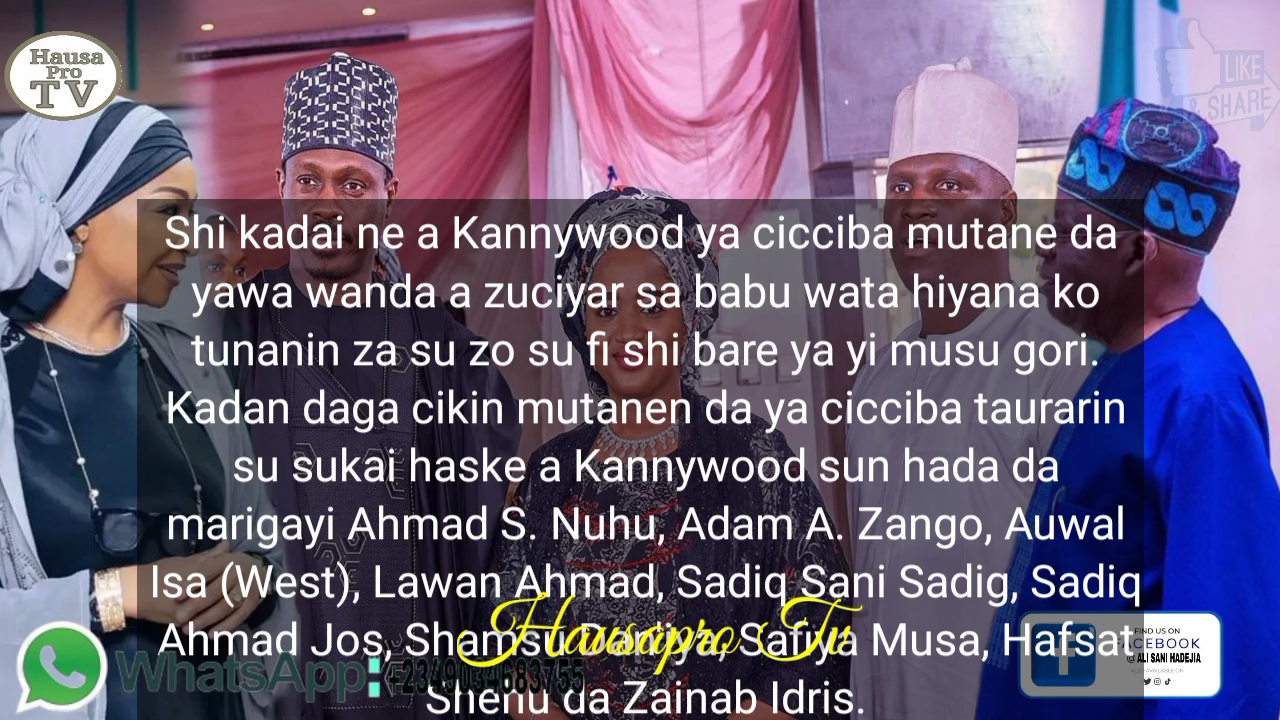 Hausa
Pro
TV
LIKE
& SHARE
Shi kadai ne a Kannywood ya cicciba mutane da
yawa wanda a zuciyar sa babu wata hiyana ko
tunanin za su zo su fi shi bare ya yi musu gori.
Kadan daga cikin mutanen da ya cicciba taurarin
su sukai haske a Kannywood sun hada da
marigayi Ahmad S. Nuhu, Adam A. Zango, Auwal
Isa (West), Lawan Ahmad, Sadiq Sani Sadig, Sadiq
Ahmad Jos, Shamsu Safiya Musa, Hafsat
Shehu da Zainab Idris.
Hausapro Tv
WhatsApp:
FIND US ON
FACEBOOK
@ ALI SANI HADEJIA